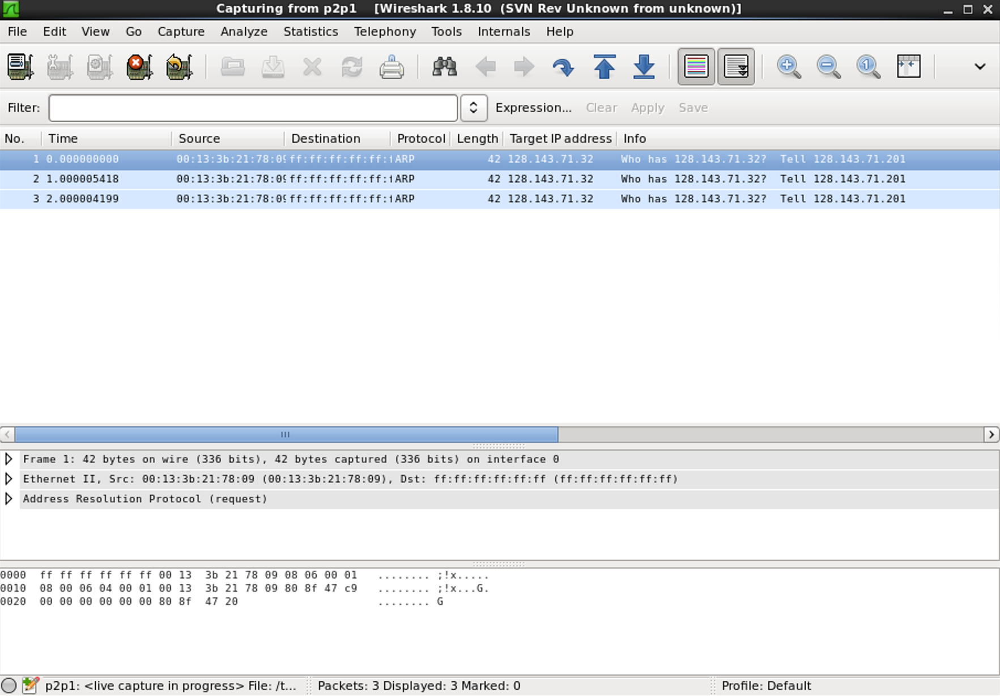 Capturing from p2p1 [Wireshark 1.8.10 (SVN Rev Unknown from unknown)]
File Edit View Go Capture Analyze Statistics Telephony Tools Internals Help
Filter: Expression... Clear Apply Save
No. Time Source Destination Protocol Length Target IP address Info
1 0.000000000 00:13:3b:21:78:09 ff:ff:ff:ff:ff:f ARP 42 128.143.71.32 Who has 128.143.71.32? Tell 128.143.71.201
2 1.000005418 00:13:3b:21:78:09 ff:ff:ff:ff:ff:f ARP 42 128.143.71.32 Who has 128.143.71.32? Tell 128.143.71.201
3 2.000004199 00:13:3b:21:78:09 ff:ff:ff:ff:ff:f ARP 42 128.143.71.32 Who has 128.143.71.32? Tell 128.143.71.201
Frame 1: 42 bytes on wire (336 bits), 42 bytes captured (336 bits) on interface 0
Ethernet II, Src: 00:13:3b:21:78:09 (00:13:3b:21:78:09), Dst: ff:ff:ff:ff:ff:ff (ff:ff:ff:ff:ff:ff)
Address Resolution Protocol (request)
0000 ff ff ff ff ff ff 00 13 3b 21 78 09 08 06 00 01 ........ ;!x.....
0010 08 00 06 04 00 01 00 13 3b 21 78 09 80 8f 47 c9 ........ ;!x...G.
0020 00 00 00 00 00 00 80 8f 47 20 ........ G
p2p1: <live capture in progress> File: /t... Packets: 3 Displayed: 3 Marked: 0 Profile: Default